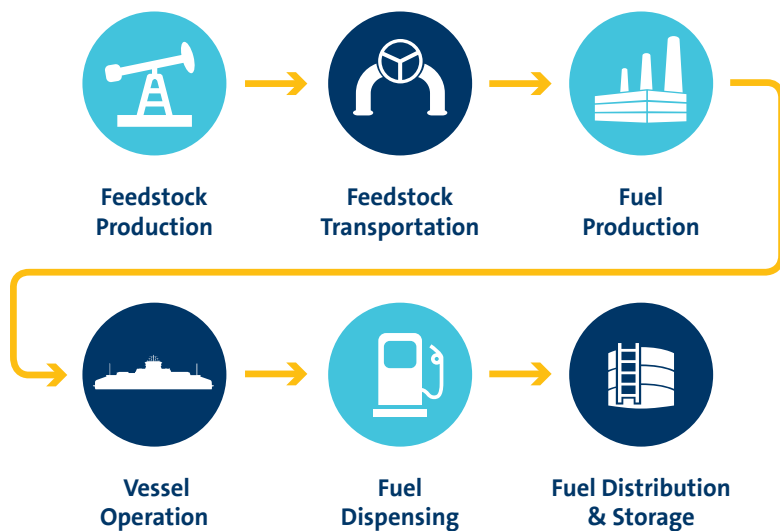 Feedstock
Production
Feedstock
Transportation
Fuel
Production
Vessel
Operation
Fuel
Dispensing
Fuel Distribution
& Storage